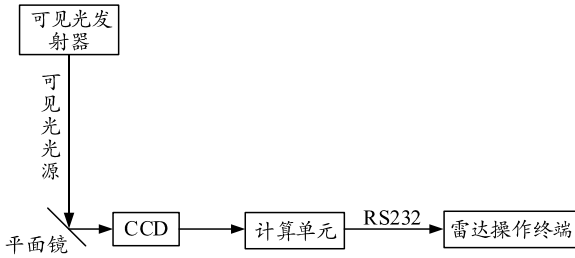 可见光发
射器
可见光光源
平面镜
CCD
计算单元
RS232
雷达操作终端